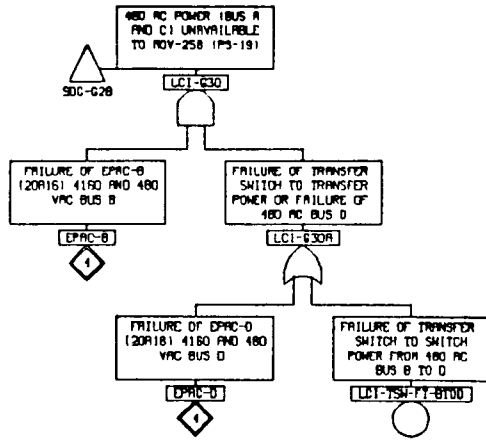 480 AC POWER (BUS A
AND C) UNAVAILABLE
TO MOV-25B (PS-19)
SDC-G28
LCI-G30
FAILURE OF EPAC-B
(20A16) 4160 AND 480
VAC BUS B
EPAC-B
4
FAILURE OF TRANSFER
SWITCH TO TRANSFER
POWER OR FAILURE OF
480 AC BUS D
LCI-G30A
FAILURE OF EPAC-D
(20A18) 4160 AND 480
VAC BUS D
EPAC-D
4
FAILURE OF TRANSFER
SWITCH TO SWITCH
POWER FROM 480 AC
BUS B TO D
LCI-TSW-FT-BTOD